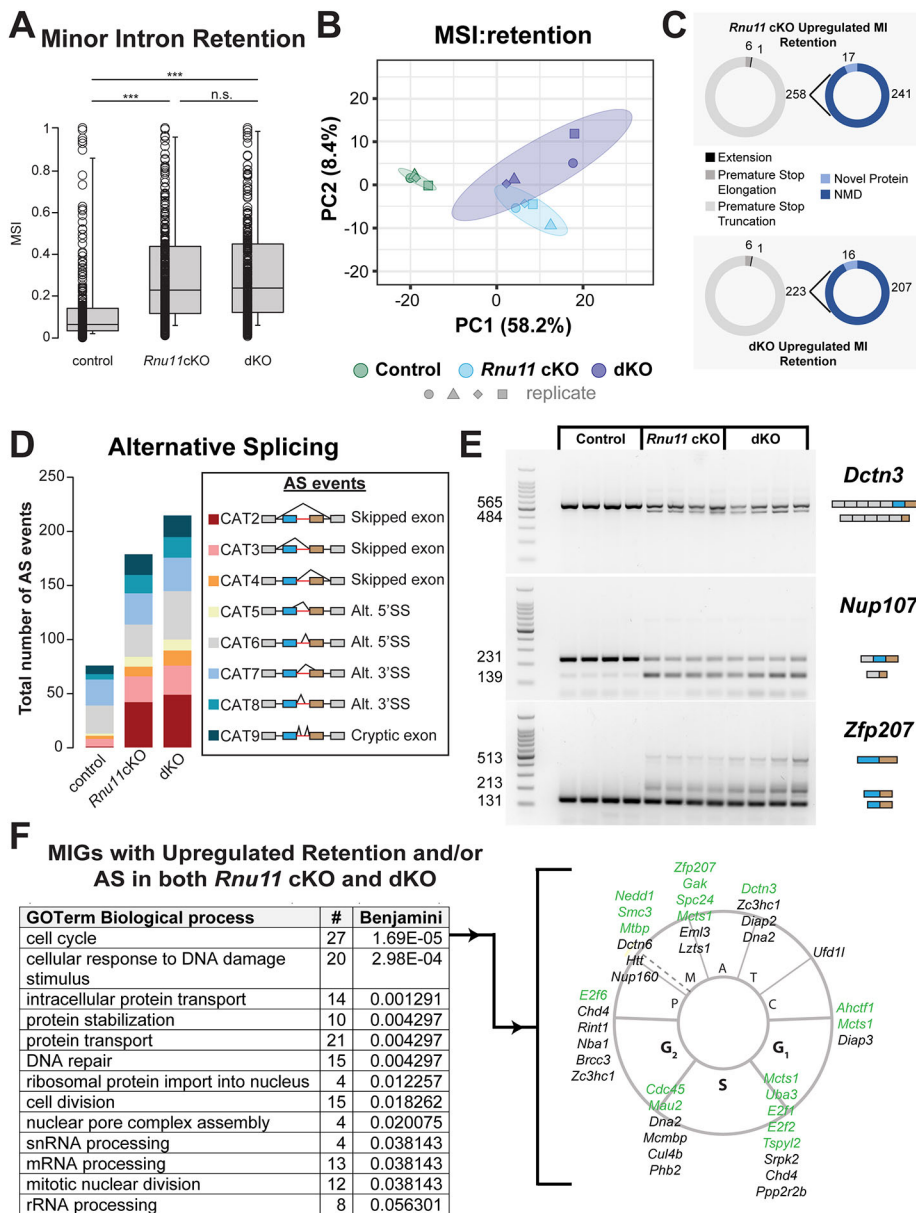 A
Minor Intron Retention
***
***
n.s.
MSI
1
0.8
0.6
0.4
0.2
0
control
Rnu11cKO
dKO
B
MSI:retention
PC2 (8.4%)
20
10
0
-10
-20
-20
0
20
PC1 (58.2%)
Control
Rnu11 cKO
dKO
replicate
C
Rnu11 cKO Upregulated MI
Retention
6
1
17
258
241
Extension
Premature Stop
Elongation
Premature Stop
Truncation
Novel Protein
NMD
6
1
16
223
207
dKO Upregulated MI
Retention
D
Alternative Splicing
Total number of AS events
250
200
150
100
50
0
control
Rnu11cKO
dKO
AS events
CAT2 Skipped exon
CAT3 Skipped exon
CAT4 Skipped exon
CAT5 Alt. 5'SS
CAT6 Alt. 5'SS
CAT7 Alt. 3'SS
CAT8 Alt. 3'SS
CAT9 Cryptic exon
E
Control
Rnu11 cKO
dKO
565
484
Dctn3
231
139
Nup107
513
213
131
Zfp207
F
MIGs with Upregulated Retention and/or
AS in both Rnu11 cKO and dKO
GOTerm Biological process # Benjamini
cell cycle 27 1.69E-05
cellular response to DNA damage
stimulus 20 2.98E-04
intracellular protein transport 14 0.001291
protein stabilization 10 0.004297
protein transport 21 0.004297
DNA repair 15 0.004297
ribosomal protein import into nucleus 4 0.012257
cell division 15 0.018262
nuclear pore complex assembly 4 0.020075
snRNA processing 4 0.038143
mRNA processing 13 0.038143
mitotic nuclear division 12 0.038143
rRNA processing 8 0.056301
Nedd1
Smc3
Mtbp
Dctn6
Htt
Nup160
Zfp207
Gak
Spc24
Mcts1
Eml3
Lzts1
Dctn3
Zc3hc1
Diap2
Dna2
Ufd1l
E2f6
Chd4
Rint1
Nba1
Brcc3
Zc3hc1
Ahctf1
Mcts1
Diap3
P
M
A
T
C
G2
S
G1
Cdc45
Mau2
Dna2
Mcmbp
Cul4b
Phb2
Mcts1
Uba3
E2f1
E2f2
Tspyl2
Srpk2
Chd4
Ppp2r2b